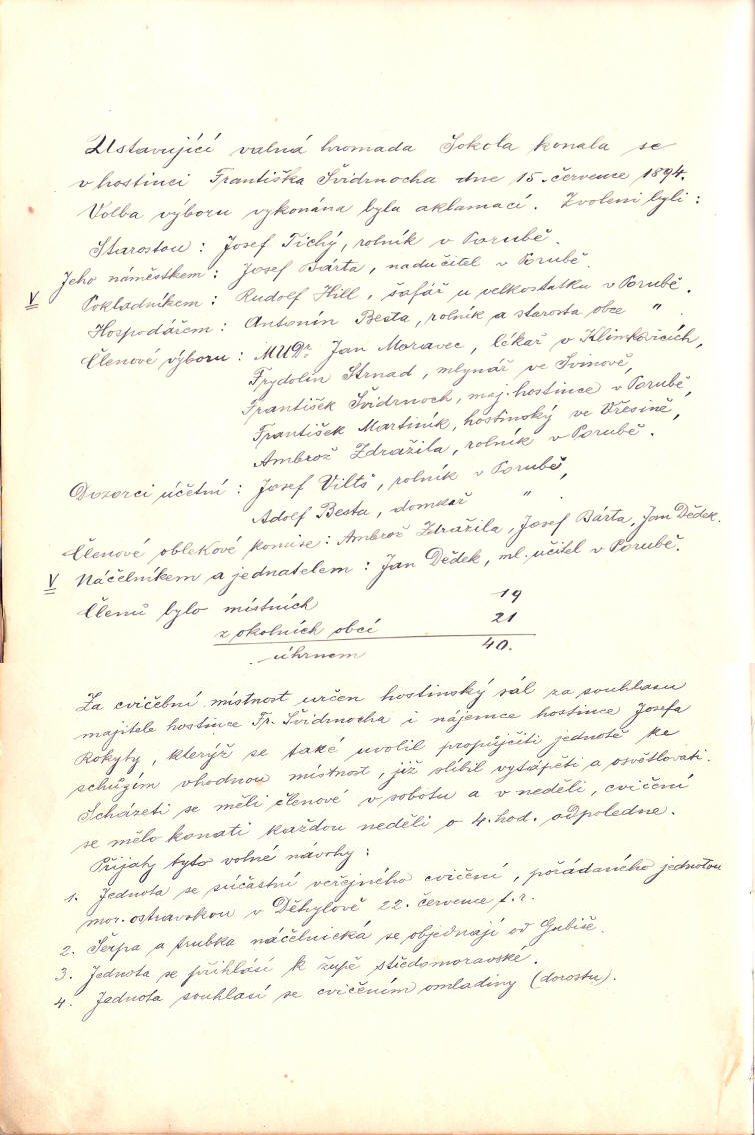 Ustavující valná hromada Sokola konala se
v hostinci Františka Švidrnocha dne 15. července 1894.
Volba výboru vykonána byla aklamací. Zvoleni byli:
Starostou: Josef Tichý, rolník v Porubě.
Jeho náměstkem: Josef Bárta, nadučitel v Porubě.
V Pokladníkem: Rudolf Hill, šafář u velkostatku v Porubě.
Hospodářem: Antonín Besta, rolník a starosta obce ".
Členové výboru: MUDr. Jan Moravec, lékař v Klimkovicích,
Frydolín Strnad, mlynář ve Svinově,
František Švidrnoch, maj. hostince v Porubě,
František Martiník, hostinský ve Vřesině,
Ambrož Zdražila, rolník v Porubě.
Dozorci účetní: Josef Viltš, rolník v Porubě,
Adolf Besta, domkář ".
Členové oblekové komise: Ambrož Zdražila, Josef Bárta, Jan Dědek.
V Náčelníkem a jednatelem: Jan Dědek, ml. učitel v Porubě.
Členů bylo místních 19
z okolních obcí 21
úhrnem 40.
Za cvičební místnost určen hostinský sál za souhlasu
majitele hostince Fr. Švidrnocha i nájemce hostince Josefa
Rokyty, kterýž se také uvolil propůjčiti jednotě ke
schůzím vhodnou místnost, již slíbil vytápěti a osvětlovati.
Scházeti se měli členové v sobotu a v neděli, cvičení
se mělo konati každou neděli o 4. hod. odpoledne.
Přijaty tyto volné návrhy:
1. Jednota se súčastní veřejného cvičení, pořádaného jednotou
mor. ostravskou v Děhylově 22. července t. r.
2. Šerpa a trubka náčelnická se objednají od Gubiše.
3. Jednota se přihlásí k župě středomoravské.
4. Jednota souhlasí se cvičením omladiny (dorostu).